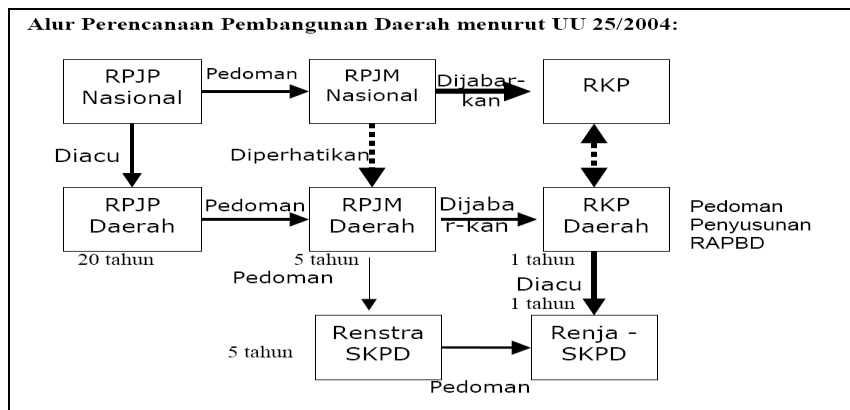 Alur Perencanaan Pembangunan Daerah menurut UU 25/2004:
RPJP
Nasional
Pedoman
RPJM
Nasional
Dijabar-
kan
RKP
Diacu
Diperhatikan
RPJP
Daerah
Pedoman
RPJM
Daerah
Dijaba
r-kan
RKP
Daerah
Pedoman
Penyusunan
RAPBD
20 tahun
5 tahun
1 tahun
Pedoman
Diacu
1 tahun
5 tahun
Renstra
SKPD
Pedoman
Renja -
SKPD